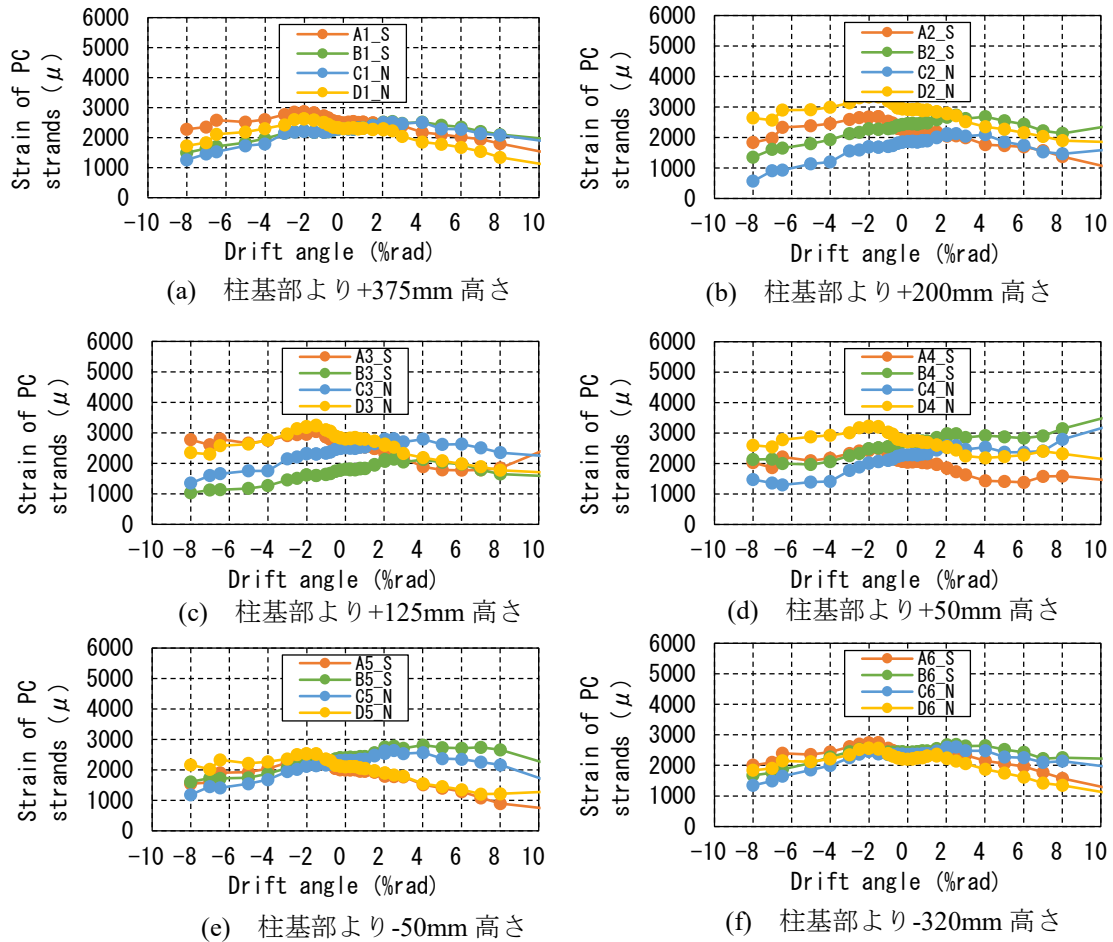 6000
5000
4000
3000
2000
1000
0
Strain of PC
strands (μ)
A1_S
B1_S
C1_N
D1_N
-10 -8 -6 -4 -2 0 2 4 6 8 10
Drift angle (%rad)
(a) 柱基部より+375mm 高さ
6000
5000
4000
3000
2000
1000
0
Strain of PC
strands (μ)
A2_S
B2_S
C2_N
D2_N
-10 -8 -6 -4 -2 0 2 4 6 8 10
Drift angle (%rad)
(b) 柱基部より+200mm 高さ
6000
5000
4000
3000
2000
1000
0
Strain of PC
strands (μ)
A3_S
B3_S
C3_N
D3_N
-10 -8 -6 -4 -2 0 2 4 6 8 10
Drift angle (%rad)
(c) 柱基部より+125mm 高さ
6000
5000
4000
3000
2000
1000
0
Strain of PC
strands (μ)
A4_S
B4_S
C4_N
D4_N
-10 -8 -6 -4 -2 0 2 4 6 8 10
Drift angle (%rad)
(d) 柱基部より+50mm 高さ
6000
5000
4000
3000
2000
1000
0
Strain of PC
strands (μ)
A5_S
B5_S
C5_N
D5_N
-10 -8 -6 -4 -2 0 2 4 6 8 10
Drift angle (%rad)
(e) 柱基部より-50mm 高さ
6000
5000
4000
3000
2000
1000
0
Strain of PC
strands (μ)
A6_S
B6_S
C6_N
D6_N
-10 -8 -6 -4 -2 0 2 4 6 8 10
Drift angle (%rad)
(f) 柱基部より-320mm 高さ